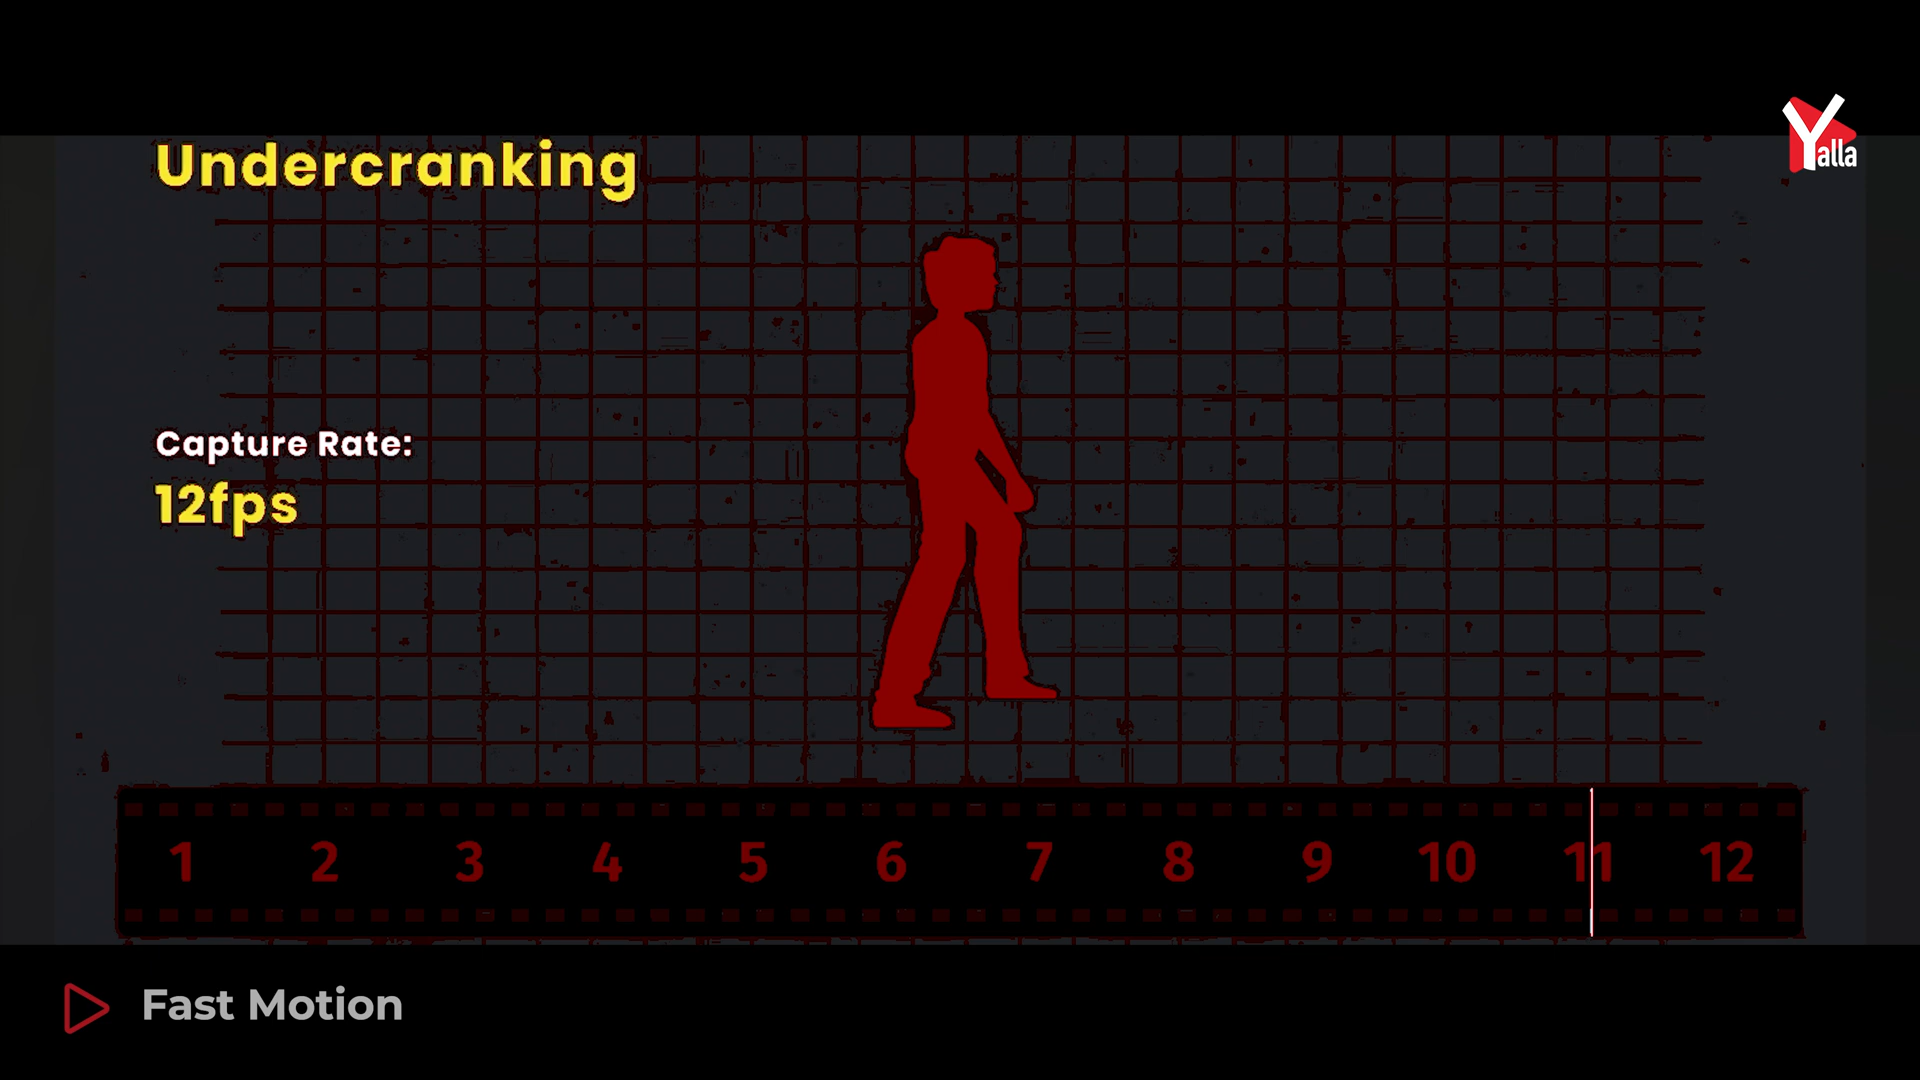 Undercranking
Yalla
Capture Rate:
12fps
1 2 3 4 5 6 7 8 9 10 11 12
Fast Motion